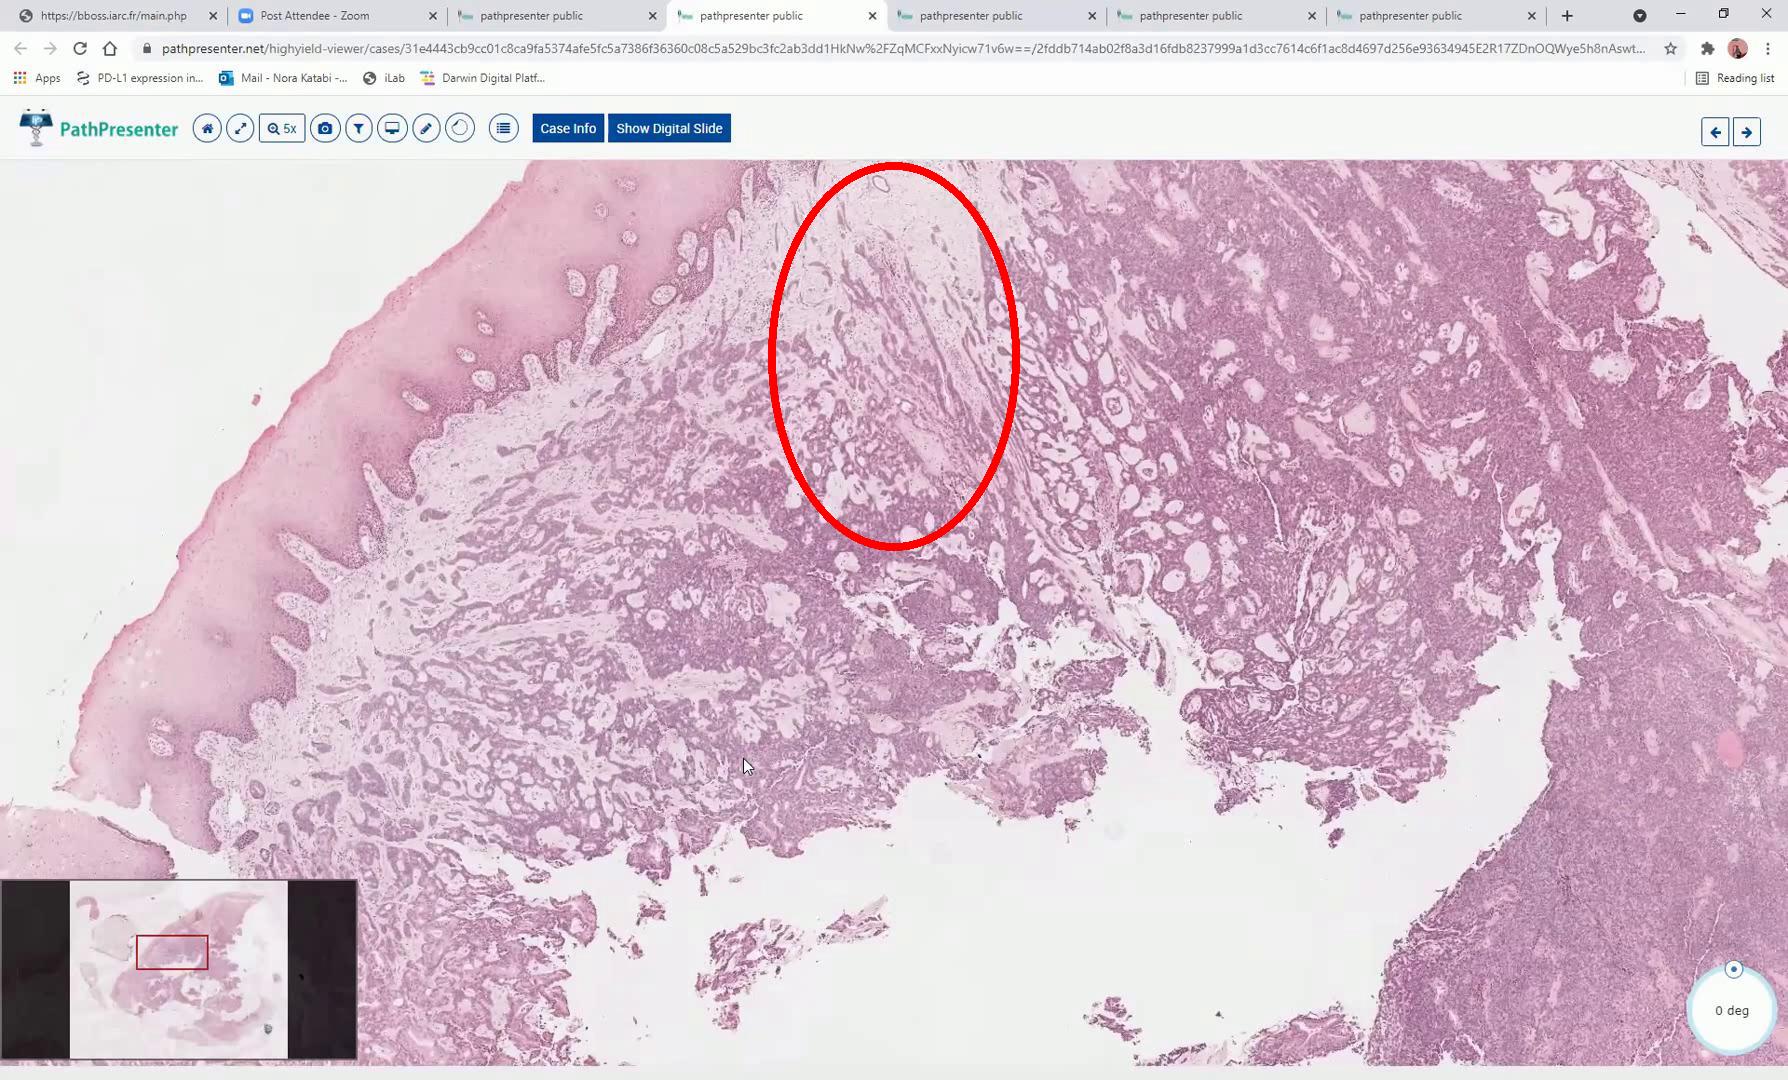 https://bboss.iarc.fr/main.php
Post Attendee - Zoom
pathpresenter public
pathpresenter public
pathpresenter public
pathpresenter public
pathpresenter public
pathpresenter.net/highyield-viewer/cases/31e4443cb9cc01c8ca9fa5374afe5fc5a7386f36360c08c5a529bc3fc2ab3dd1HkNw%2FZqMCFxxNyicw71v6w==/2fddb714ab02f8a3d16fdb8237999a1d3cc7614c6f1ac8d4697d256e93634945E2R17ZDnOQWye5h8nAswt...
Apps
PD-L1 expression in...
Mail - Nora Katabi -...
iLab
Darwin Digital Platf...
Reading list
PathPresenter
5x
Case Info
Show Digital Slide
0 deg